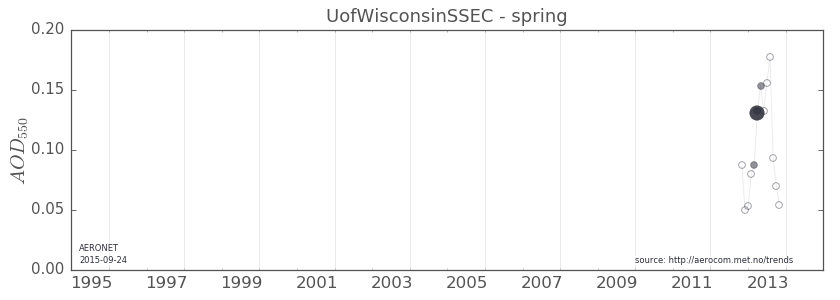 UofWisconsinSSEC - spring
0.20
0.15
0.10
0.05
0.00
AOD550
AERONET
2015-09-24
source: http://aerocom.met.no/trends
1995 1997 1999 2001 2003 2005 2007 2009 2011 2013